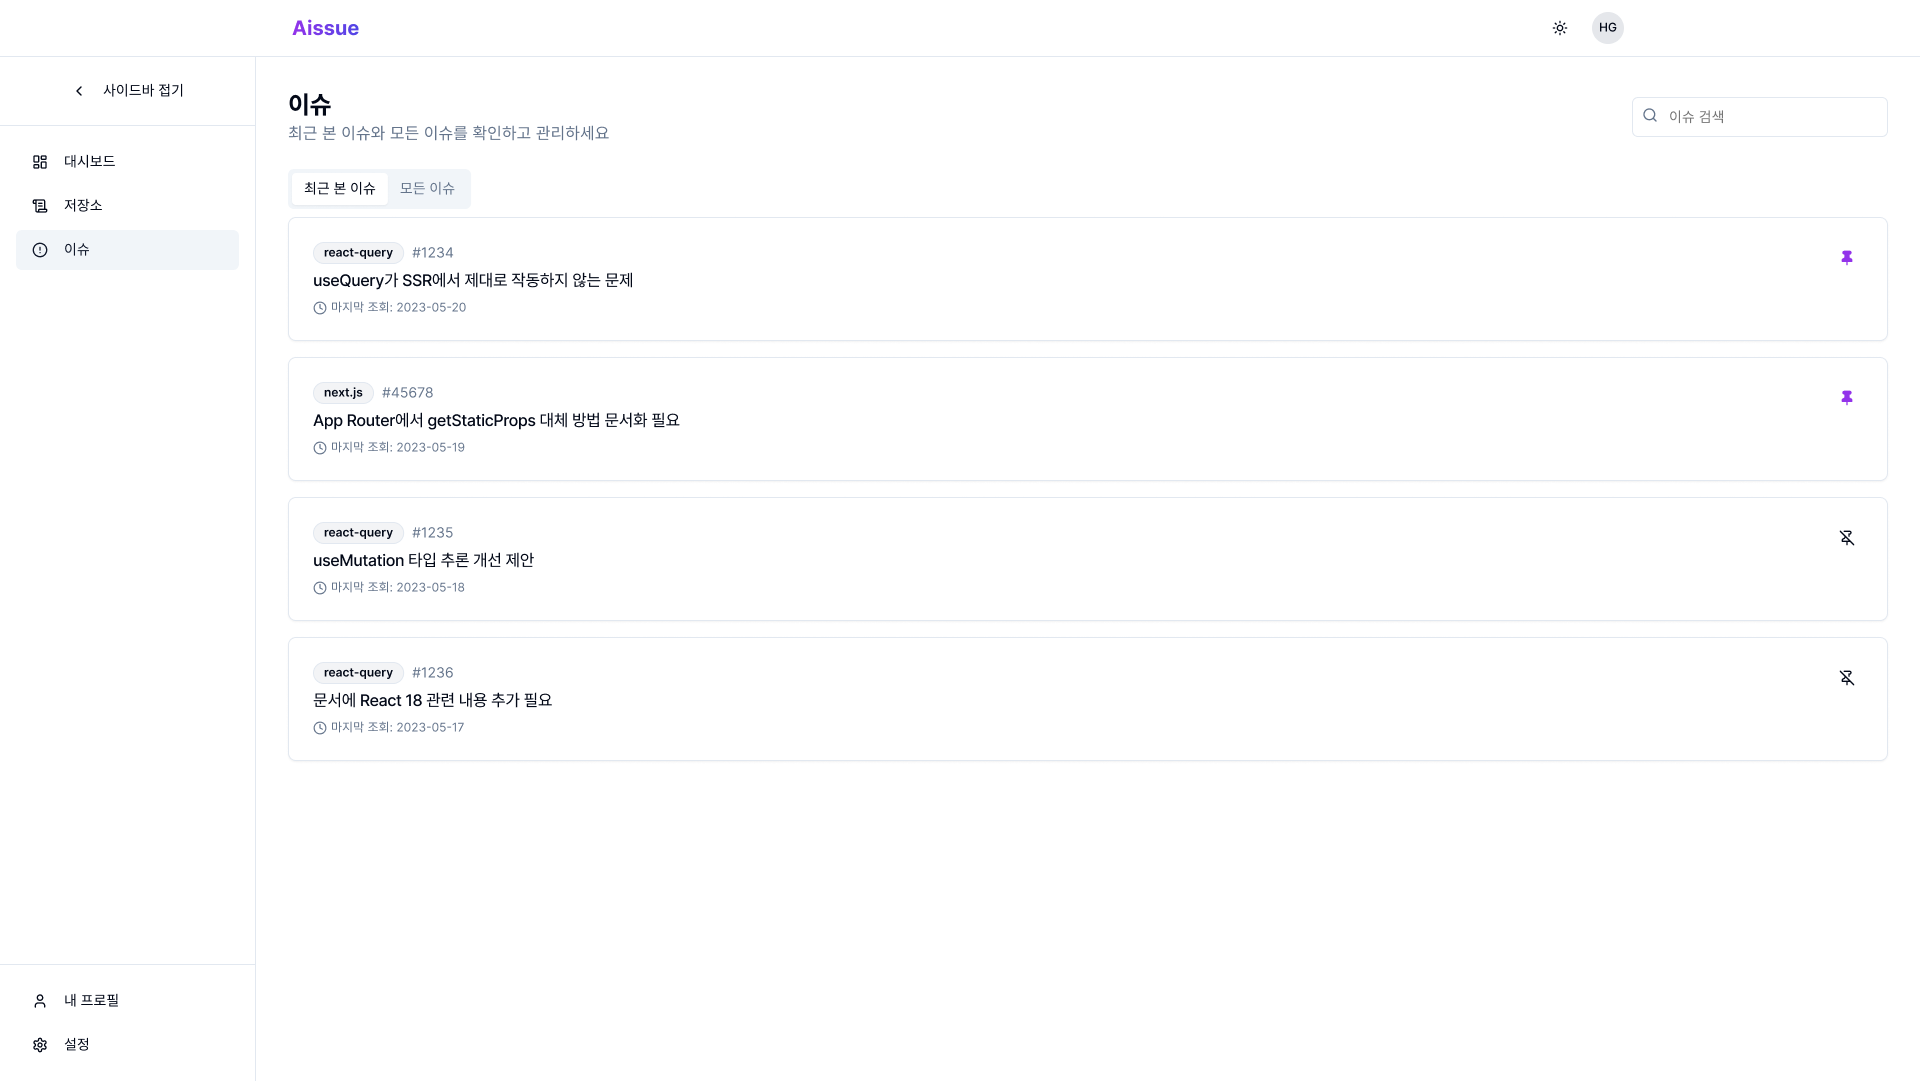 Aissue
HG
사이드바 접기
대시보드
저장소
이슈
내 프로필
설정
이슈
최근 본 이슈와 모든 이슈를 확인하고 관리하세요
이슈 검색
최근 본 이슈 모든 이슈
react-query #1234
useQuery가 SSR에서 제대로 작동하지 않는 문제
마지막 조회: 2023-05-20
next.js #45678
App Router에서 getStaticProps 대체 방법 문서화 필요
마지막 조회: 2023-05-19
react-query #1235
useMutation 타입 추론 개선 제안
마지막 조회: 2023-05-18
react-query #1236
문서에 React 18 관련 내용 추가 필요
마지막 조회: 2023-05-17